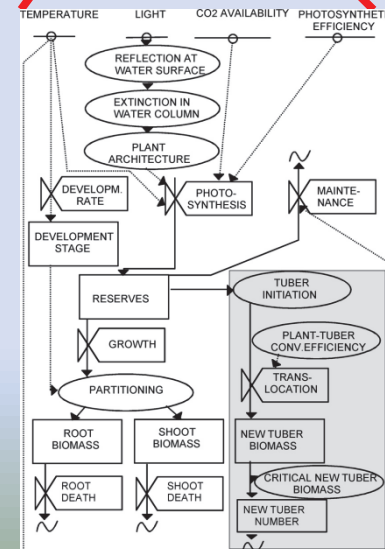 TEMPERATURE
LIGHT
CO2 AVAILABILITY
PHOTOSYNTHETI
EFFICIENCY
REFLECTION AT
WATER SURFACE
EXTINCTION IN
WATER COLUMN
PLANT
ARCHITECTURE
DEVELOPM.
RATE
PHOTO-
SYNTHESIS
MAINTE-
NANCE
DEVELOPMENT
STAGE
RESERVES
TUBER
INITIATION
GROWTH
PLANT-TUBER
CONV.EFFICIENCY
TRANS-
LOCATION
PARTITIONING
ROOT
BIOMASS
SHOOT
BIOMASS
NEW TUBER
BIOMASS
ROOT
DEATH
SHOOT
DEATH
CRITICAL NEW TUBER
BIOMASS
NEW TUBER
NUMBER